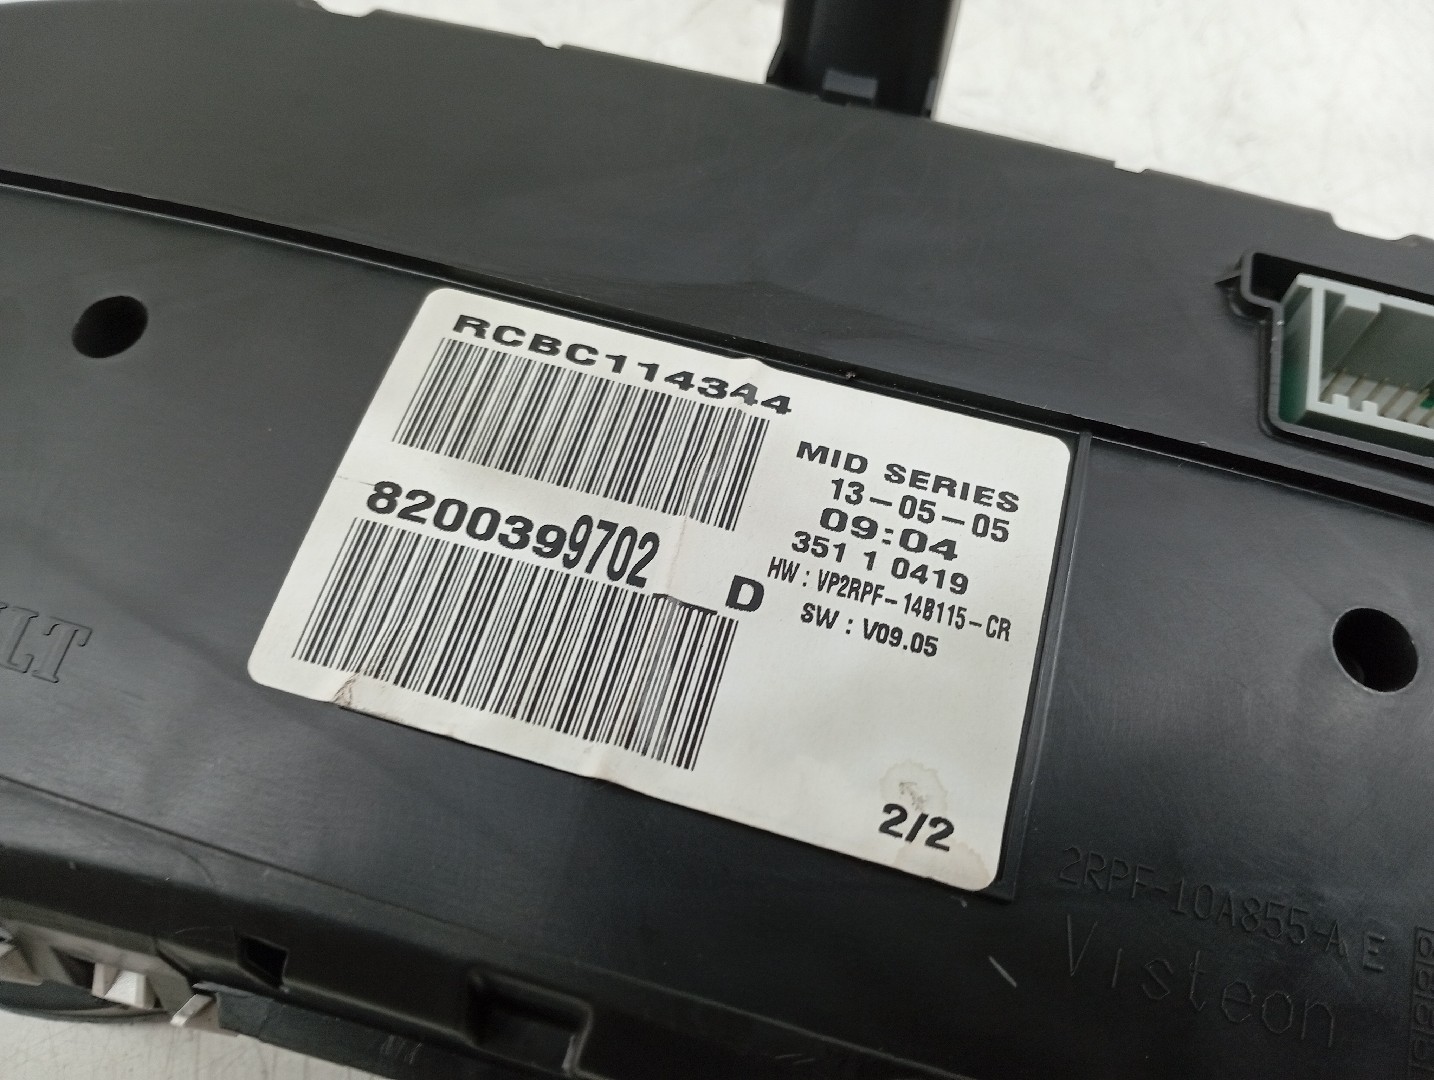 RCBC114344
MID SERIES
13-05-05
09:04
351 1 0419
HW : VP2RPF-14B115-CR
SW : V09.05
8200399702
D
2/2
2RPF-10A855-A E
Visteon